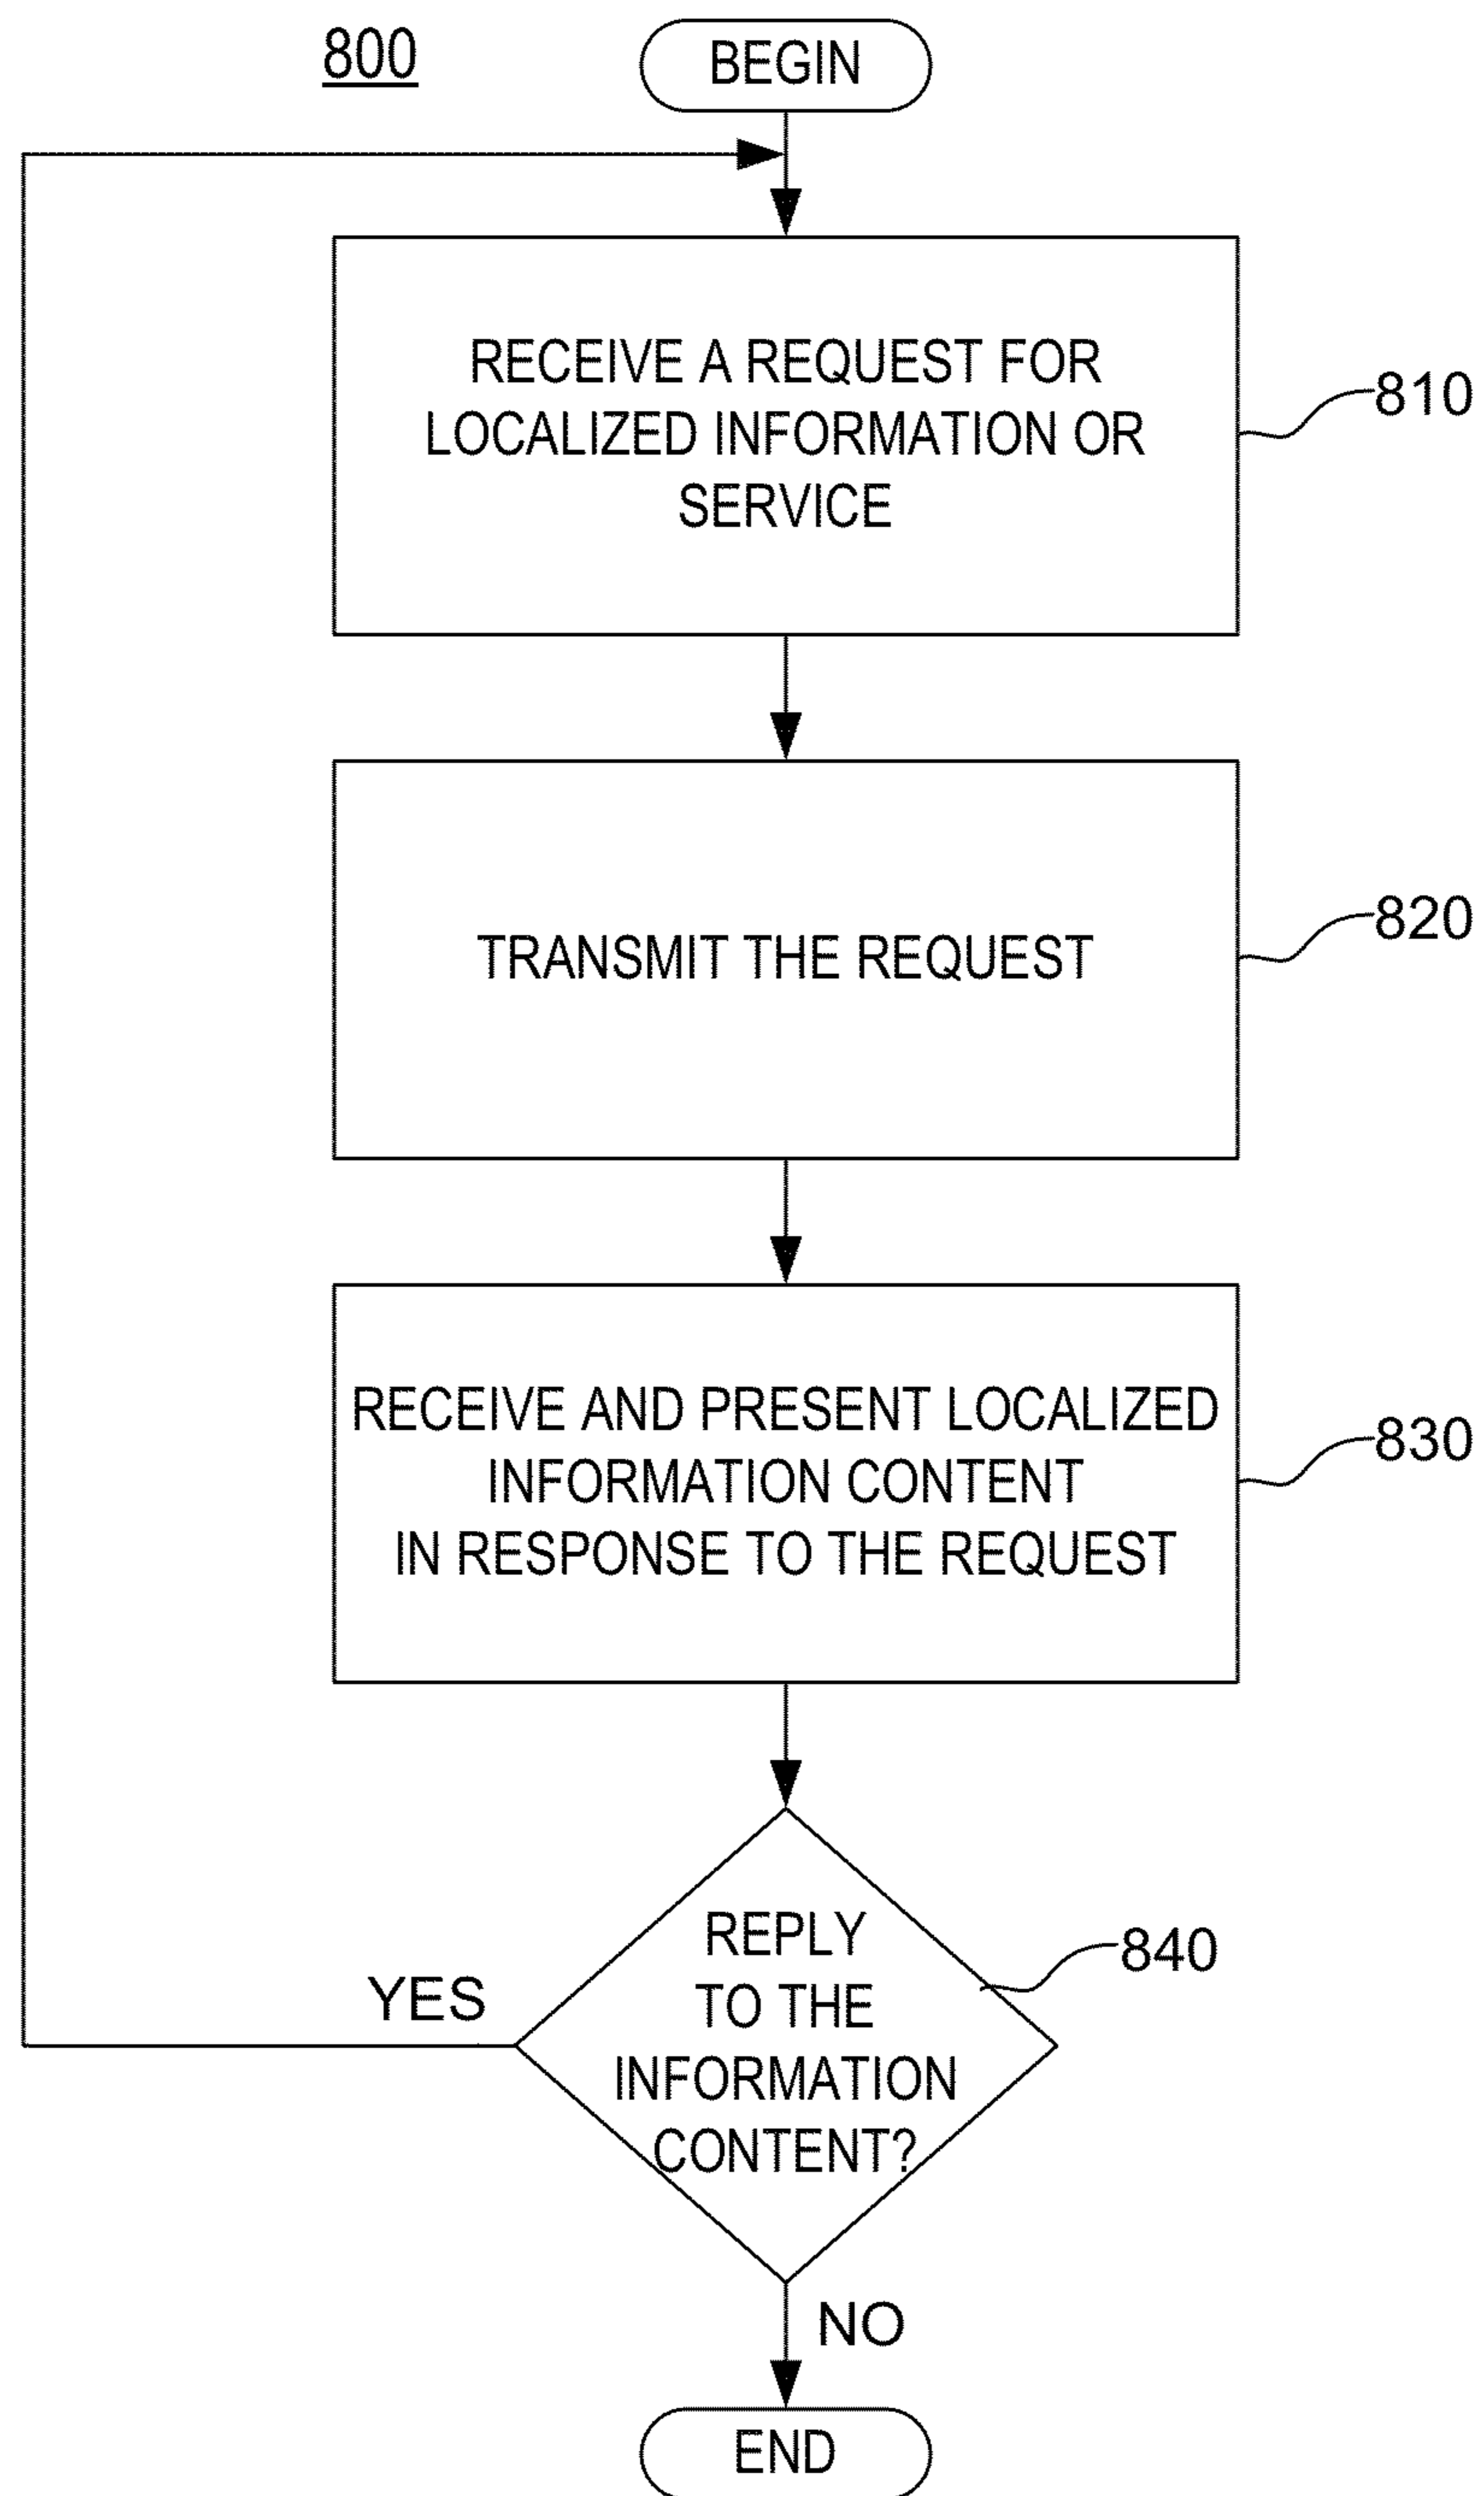 800
BEGIN
RECEIVE A REQUEST FOR
LOCALIZED INFORMATION OR
SERVICE
810
TRANSMIT THE REQUEST
820
RECEIVE AND PRESENT LOCALIZED
INFORMATION CONTENT
IN RESPONSE TO THE REQUEST
830
REPLY
TO THE
INFORMATION
CONTENT?
840
YES
NO
END